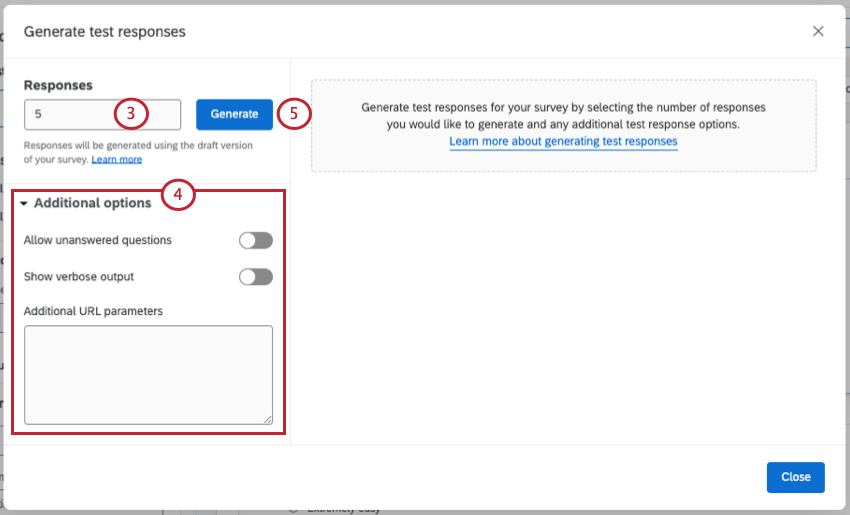 Generate test responses
Responses
5
3
Generate
5
Responses will be generated using the draft version
of your survey. Learn more
4
Additional options
Allow unanswered questions
Show verbose output
Additional URL parameters
Generate test responses for your survey by selecting the number of responses
you would like to generate and any additional test response options.
Learn more about generating test responses
Close
Extremely easy